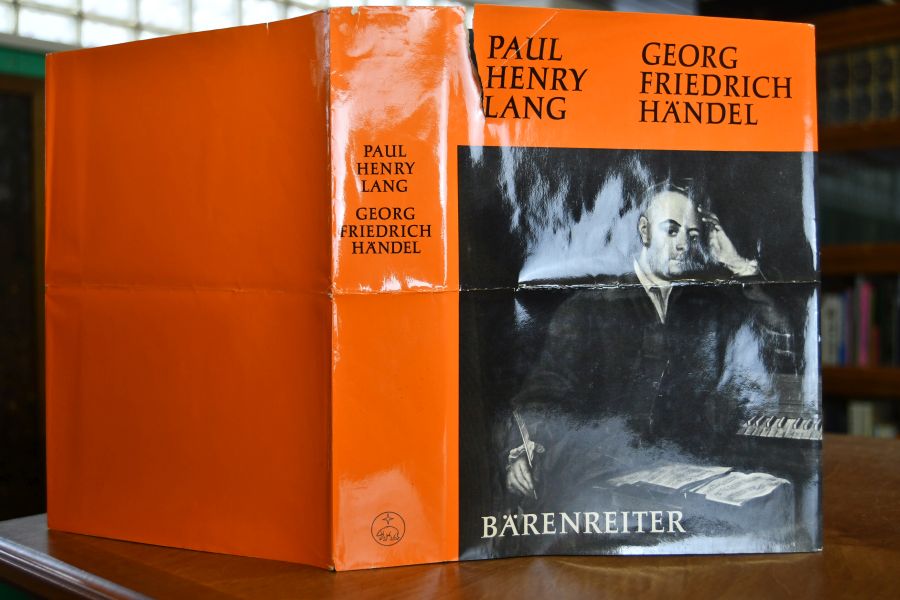 PAUL
HENRY
LANG
GEORG
FRIEDRICH
HÄNDEL
PAUL
HENRY
LANG
GEORG
FRIEDRICH
HÄNDEL
BÄRENREITER